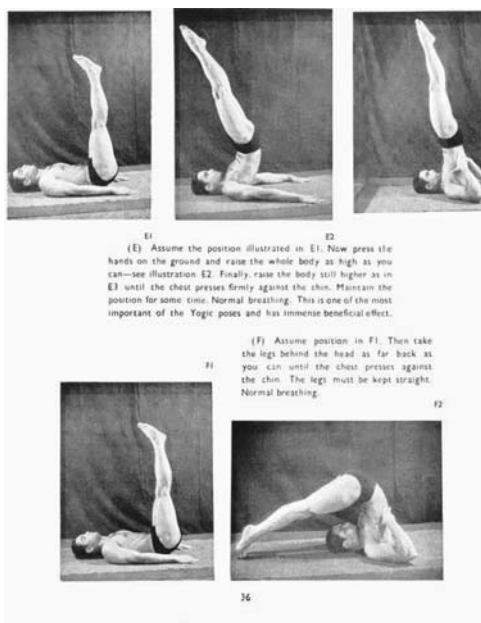 E1
E2
(E) Assume the position illustrated in E1. Now press the
hands on the ground and raise the whole body as high as you
can—see illustration E2. Finally, raise the body still higher as in
E3 until the chest presses firmly against the chin. Maintain the
position for some time. Normal breathing. This is one of the most
important of the Yogic poses and has immense beneficial effect.
(F) Assume position in F1. Then take
the legs behind the head as far back as
you can until the chest presses against
the chin. The legs must be kept straight.
Normal breathing.
F1
F2
36